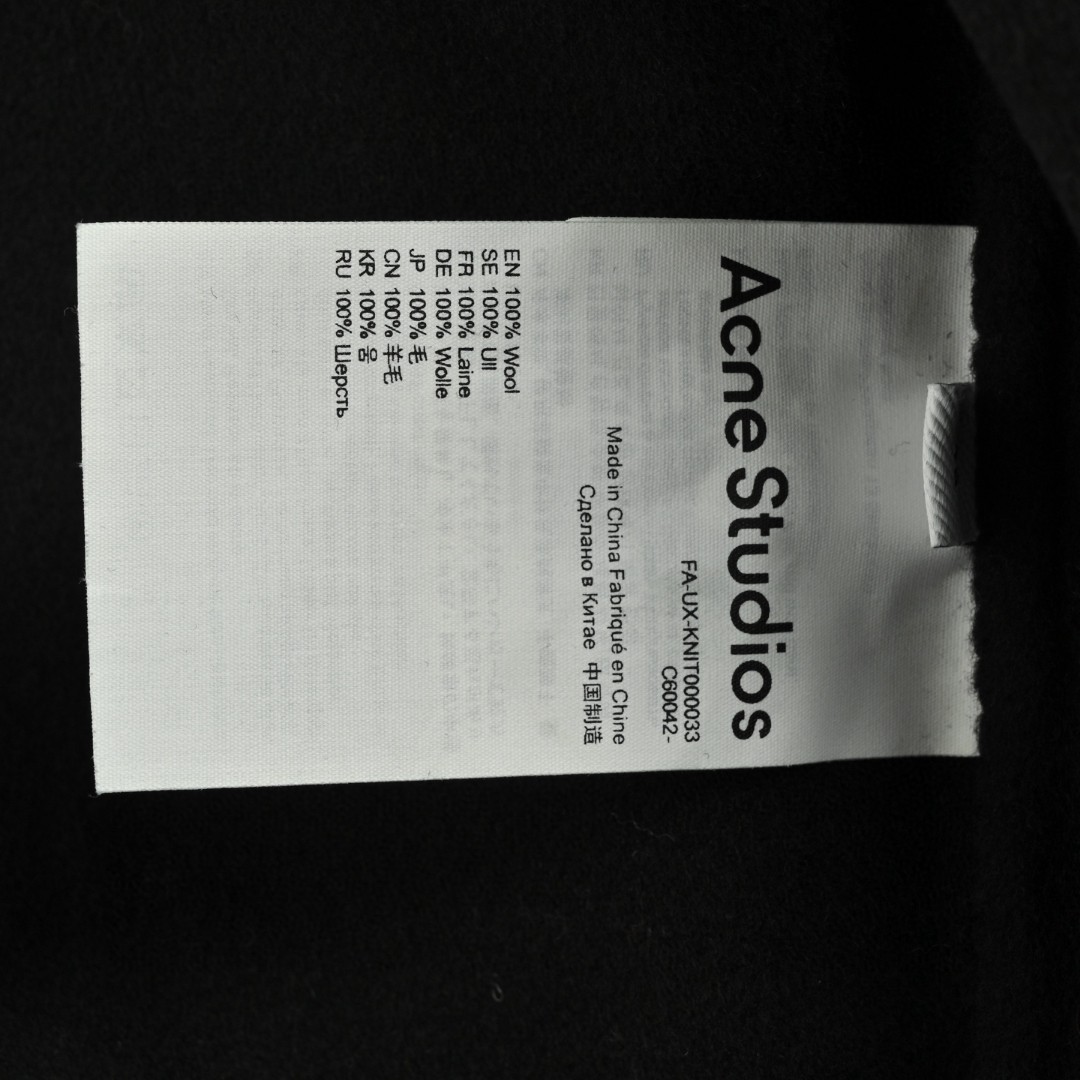 Acne Studios
FA-UX-KNIT000033
C60042-
Made in China Fabriqué en Chine
Сделано в Китае 中国制造
EN 100% Wool
SE 100% Ull
FR 100% Laine
DE 100% Wolle
JP 100% 毛
CN 100% 羊毛
KR 100% 옹
RU 100% Шерсть